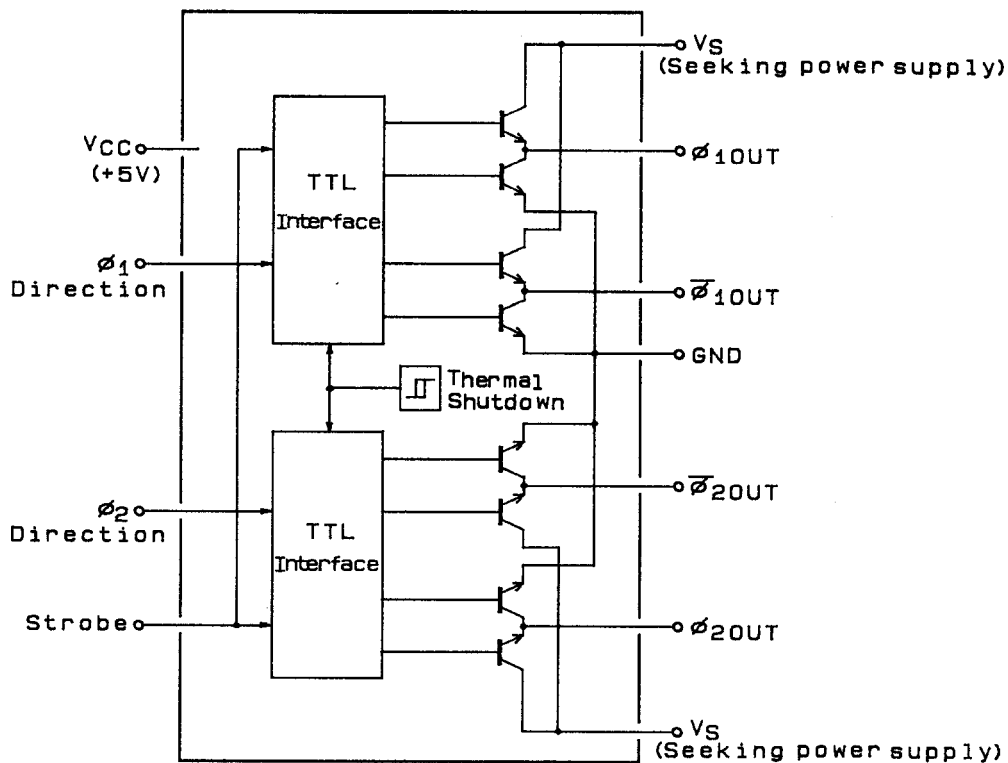 VS
(Seeking power supply)
VCC
(+5V)
TTL
Interface
ø1OUT
ø1
Direction
ø̅1OUT
GND
Thermal
Shutdown
ø̅2OUT
ø2
Direction
TTL
Interface
Strobe
ø2OUT
VS
(Seeking power supply)